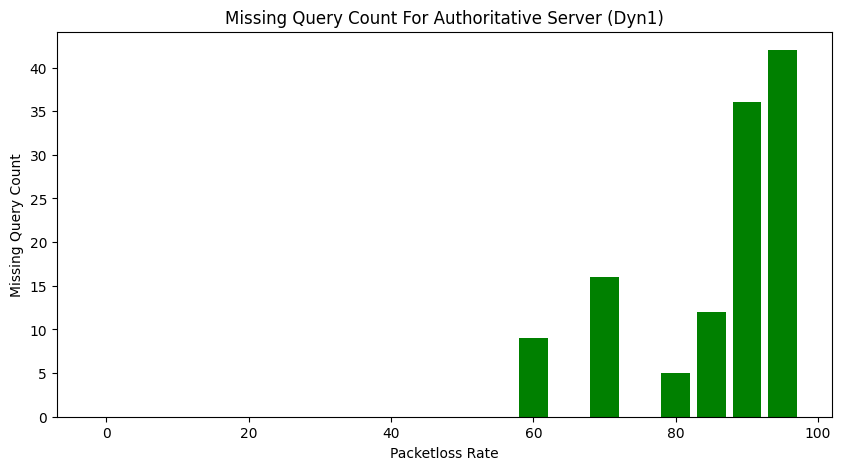 Missing Query Count For Authoritative Server (Dyn1)
Missing Query Count
40
35
30
25
20
15
10
5
0
0 20 40 60 80 100
Packetloss Rate